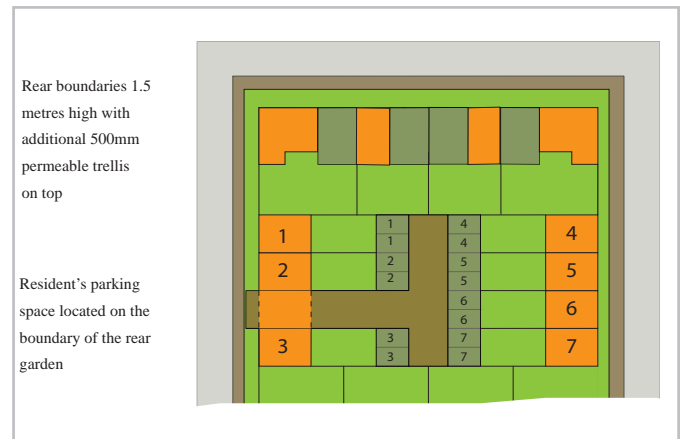 Rear boundaries 1.5
metres high with
additional 500mm
permeable trellis
on top
Resident's parking
space located on the
boundary of the rear
garden
1
1
1
4
4
4
2
2
2
5
5
5
6
6
6
3
3
3
7
7
7